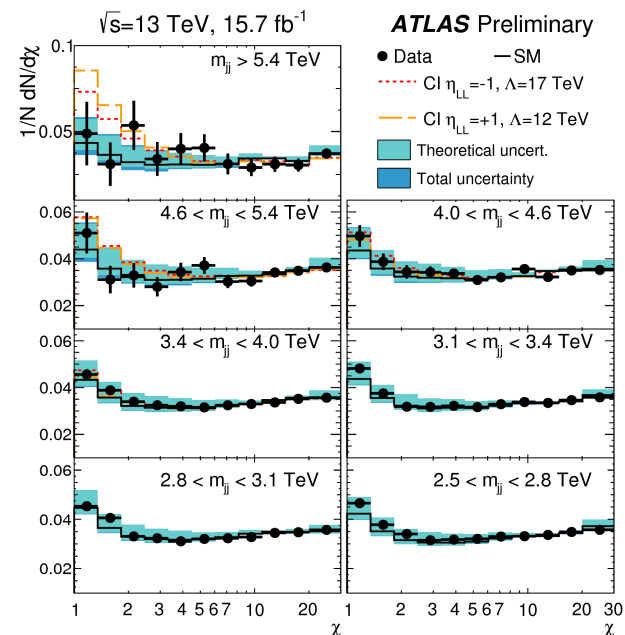 √s=13 TeV, 15.7 fb⁻¹
ATLAS Preliminary
1/N dN/dχ
0.1
0.05
m_jj > 5.4 TeV
Data
SM
CI η_LL=-1, Λ=17 TeV
CI η_LL=+1, Λ=12 TeV
Theoretical uncert.
Total uncertainty
0.06
0.04
0.02
4.6 < m_jj < 5.4 TeV
4.0 < m_jj < 4.6 TeV
0.06
0.04
0.02
3.4 < m_jj < 4.0 TeV
3.1 < m_jj < 3.4 TeV
0.06
0.04
0.02
2.8 < m_jj < 3.1 TeV
2.5 < m_jj < 2.8 TeV
1 2 3 4 5 6 7 10 20
1 2 3 4 5 6 7 10 20 30
χ
χ